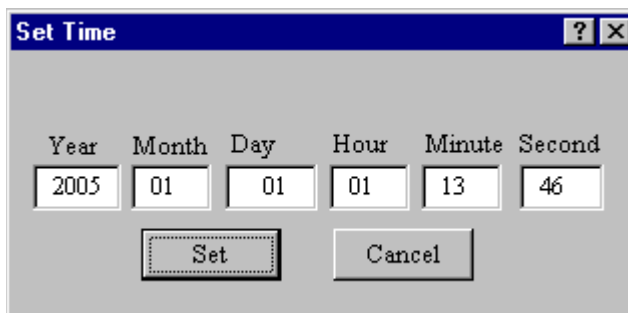 Set Time
Year Month Day Hour Minute Second
2005 01 01 01 13 46
Set Cancel